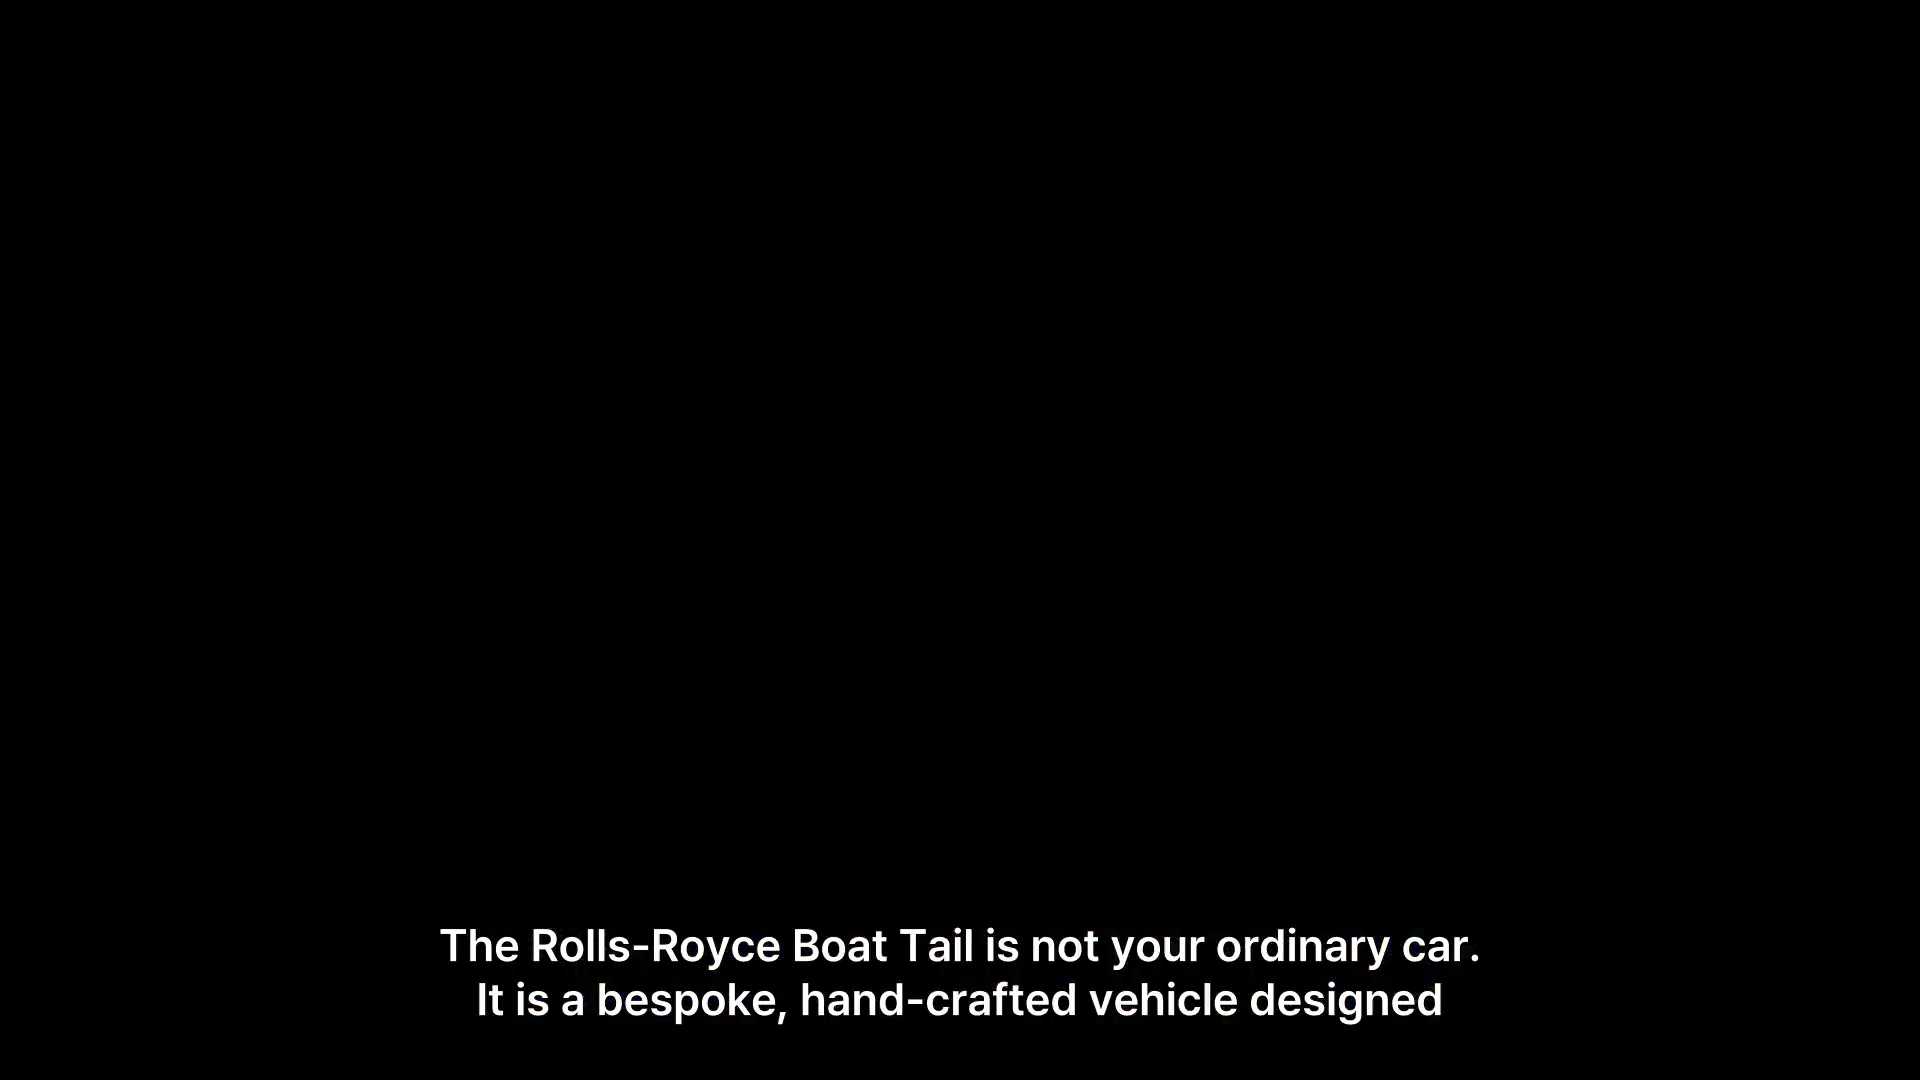 The Rolls-Royce Boat Tail is not your ordinary car.
It is a bespoke, hand-crafted vehicle designed